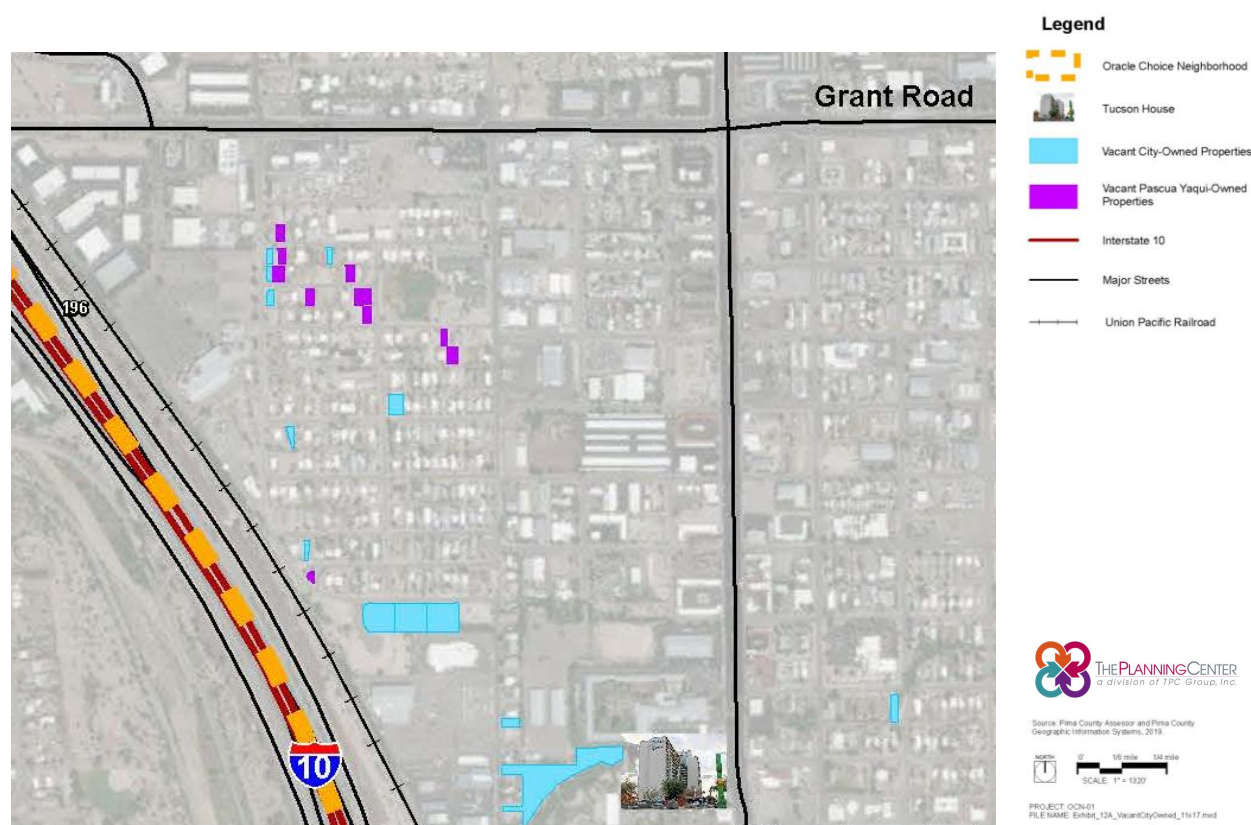 Legend
Oracle Choice Neighborhood
Tucson House
Vacant City-Owned Properties
Vacant Pascua Yaqui-Owned
Properties
Interstate 10
Major Streets
Union Pacific Railroad
Grant Road
196
10
THE PLANNING CENTER
a division of TPC Group, Inc.
Source: Pima County Assessor and Pima County
Geographic Information Systems, 2019.
NORTH
0' 1/8 mile 1/4 mile
SCALE: 1" = 1320'
PROJECT: OCN-01
FILE NAME: Exhibit_12A_VacantCityOwned_11x17.mxd